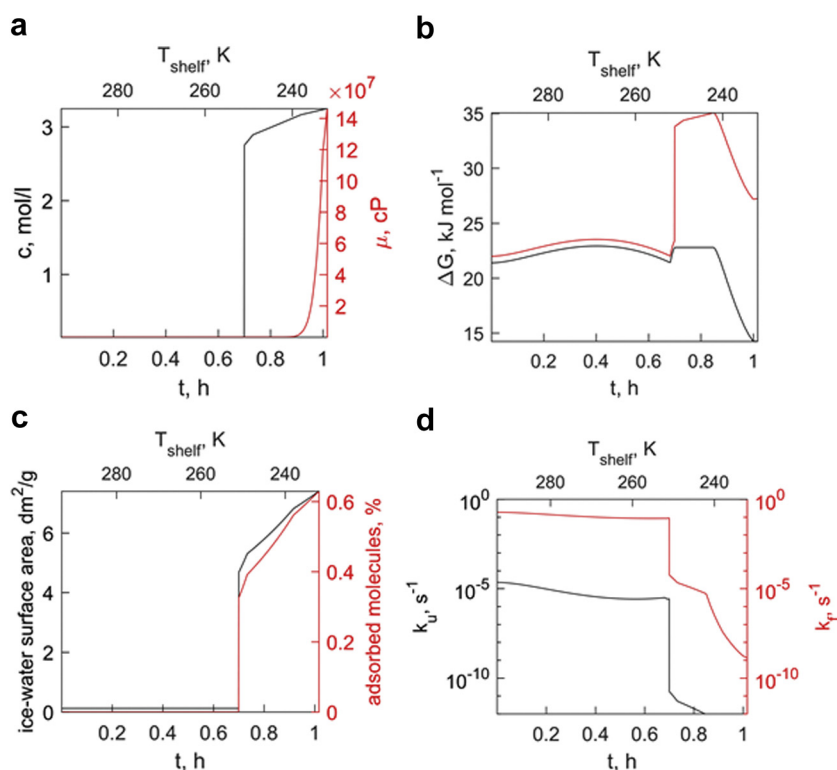 a
T_shelf, K
280 260 240
×10^7
c, mol/l
3
2
1
14
12
10
8
6
4
2
μ, cP
0.2 0.4 0.6 0.8 1
t, h
b
T_shelf, K
280 260 240
ΔG, kJ mol^-1
35
30
25
20
15
0.2 0.4 0.6 0.8 1
t, h
c
T_shelf, K
280 260 240
ice-water surface area, dm^2/g
6
4
2
0
0.6
0.4
0.2
0
adsorbed molecules, %
0.2 0.4 0.6 0.8 1
t, h
d
T_shelf, K
280 260 240
k_u, s^-1
10^0
10^-5
10^-10
10^0
10^-5
10^-10
k_f, s^-1
0.2 0.4 0.6 0.8 1
t, h